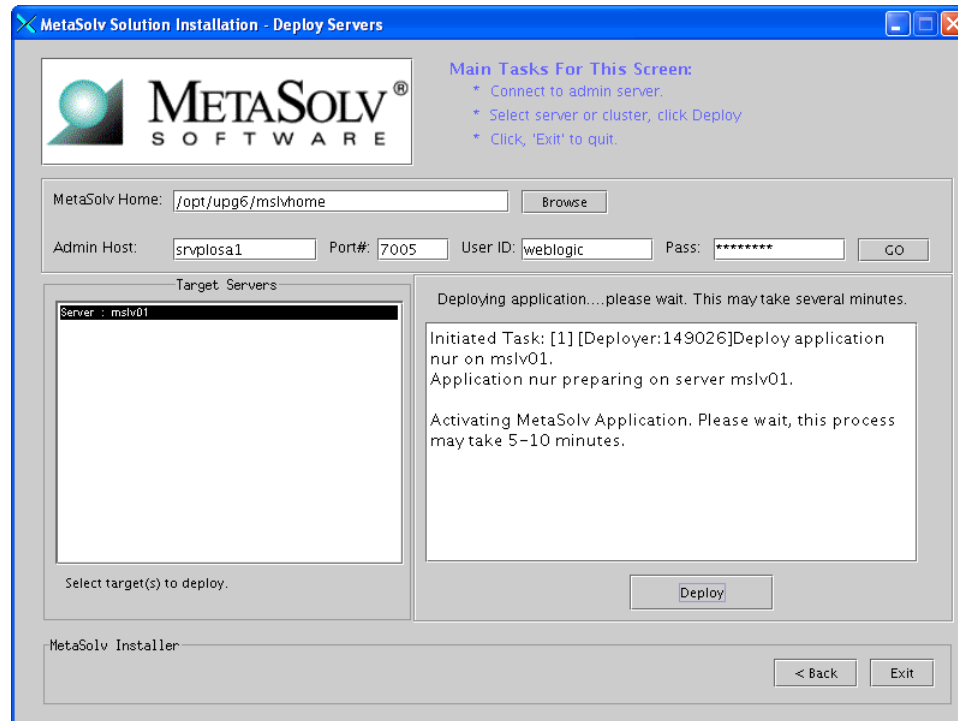 MetaSolv Solution Installation - Deploy Servers
METASOLV®
SOFTWARE
Main Tasks For This Screen:
* Connect to admin server.
* Select server or cluster, click Deploy
* Click, 'Exit' to quit.
MetaSolv Home: /opt/upg6/mslvhome Browse
Admin Host: srvplosa1 Port#: 7005 User ID: weblogic Pass: ******** GO
Target Servers
Server : mslv01
Select target(s) to deploy.
Deploying application....please wait. This may take several minutes.
Initiated Task: [1] [Deployer:149026]Deploy application
nur on mslv01.
Application nur preparing on server mslv01.
Activating MetaSolv Application. Please wait, this process
may take 5-10 minutes.
Deploy
MetaSolv Installer
< Back Exit